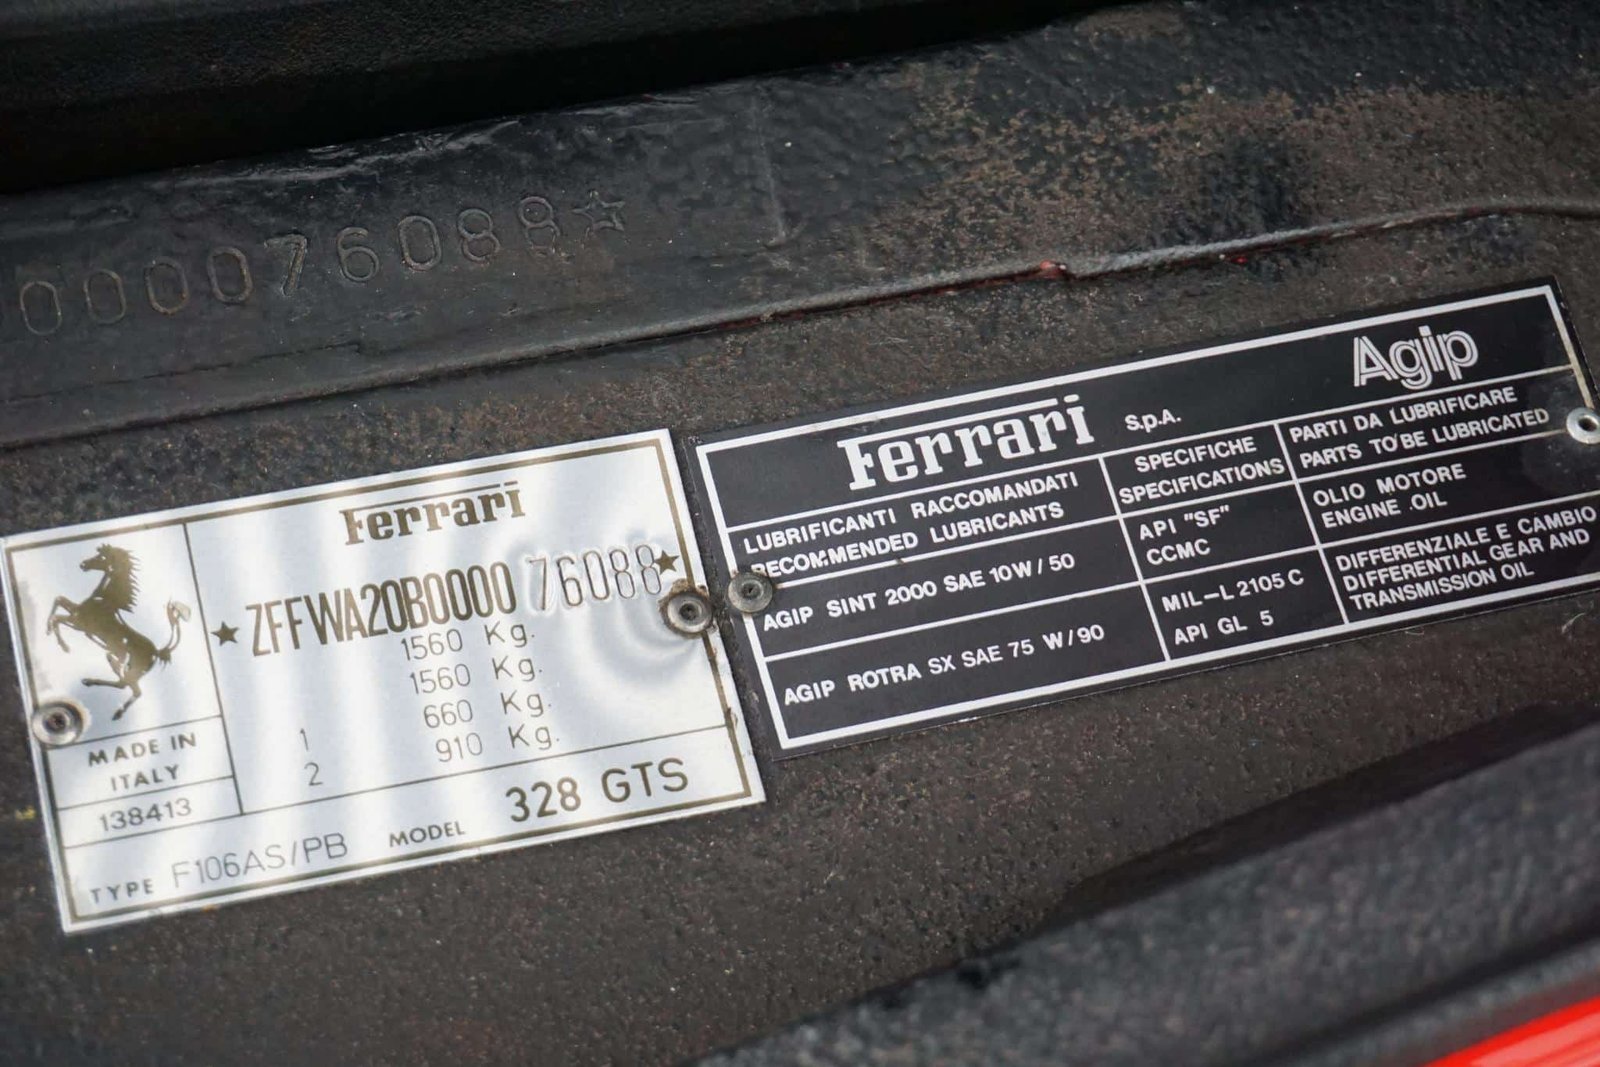 000076088☆
Ferrari
★ZFFWA20B0000 76088★
1560 Kg.
1560 Kg.
1 660 Kg.
2 910 Kg.
MADE IN
ITALY
138413
TYPE F106AS/PB MODEL 328 GTS
Ferrari S.p.A. Agip
LUBRIFICANTI RACCOMANDATI
RECOMMENDED LUBRICANTS
SPECIFICHE
SPECIFICATIONS
PARTI DA LUBRIFICARE
PARTS TO BE LUBRICATED
AGIP SINT 2000 SAE 10W/50
API "SF"
CCMC
OLIO MOTORE
ENGINE OIL
AGIP ROTRA SX SAE 75 W/90
MIL-L 2105 C
API GL 5
DIFFERENZIALE E CAMBIO
DIFFERENTIAL GEAR AND
TRANSMISSION OIL